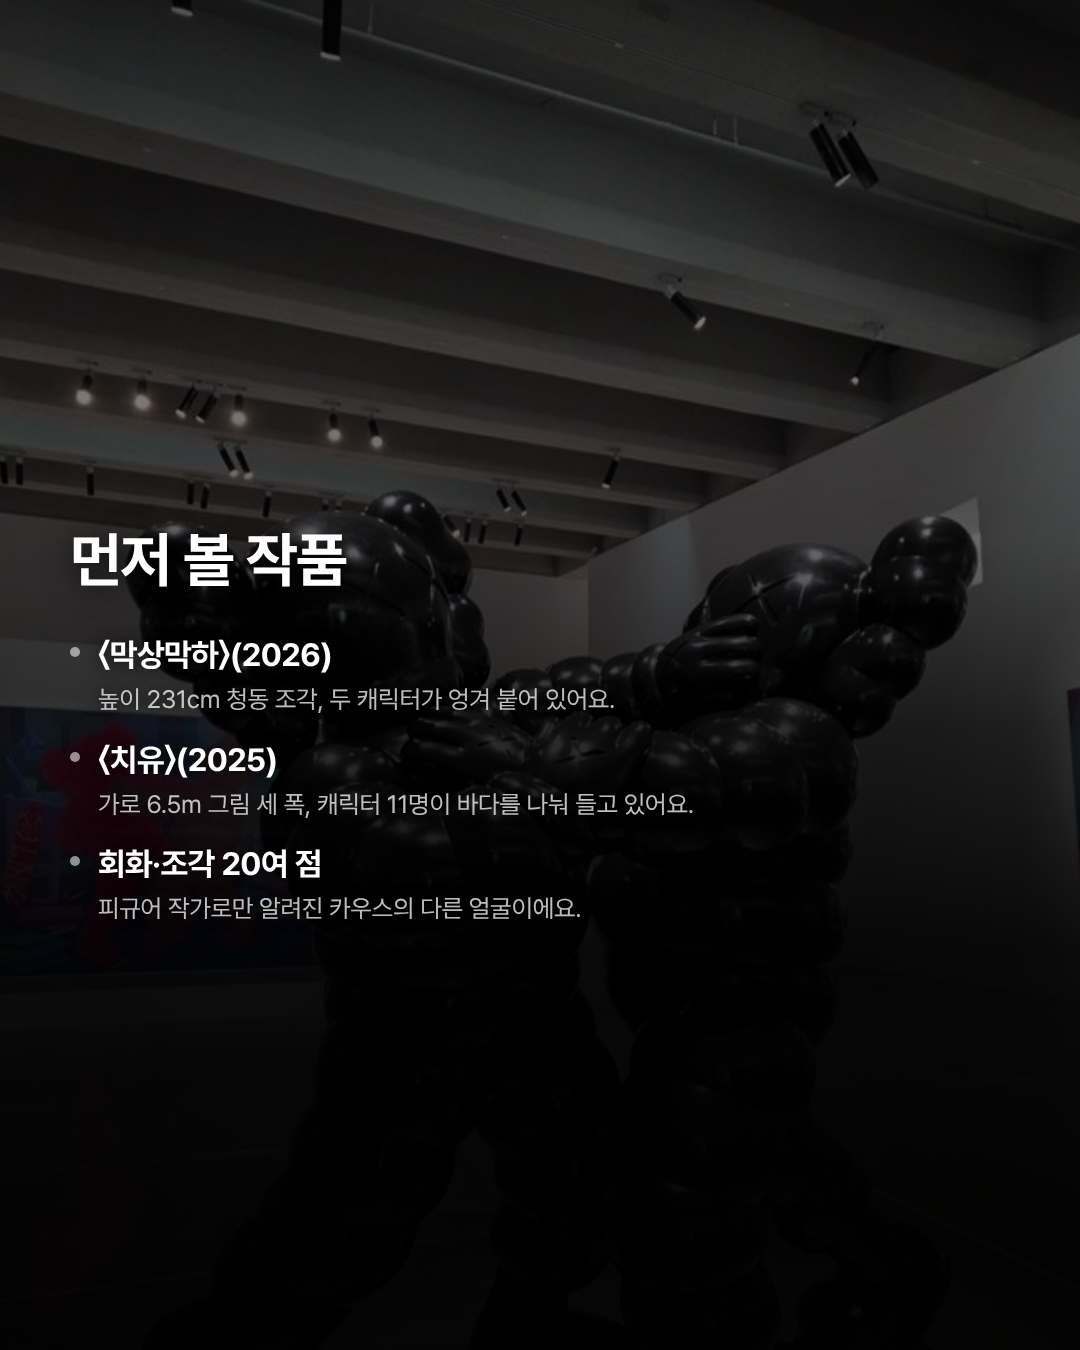 먼저 볼 작품
〈막상막하〉(2026)
높이 231cm 청동 조각, 두 캐릭터가 엉겨 붙어 있어요.
〈치유〉(2025)
가로 6.5m 그림 세 폭, 캐릭터 11명이 바다를 나눠 들고 있어요.
회화·조각 20여 점
피규어 작가로만 알려진 카우스의 다른 얼굴이에요.